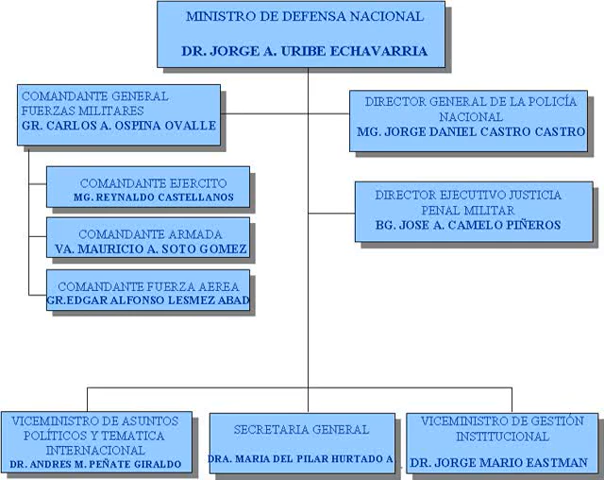 MINISTRO DE DEFENSA NACIONAL
DR. JORGE A. URIBE ECHAVARRIA
COMANDANTE GENERAL
FUERZAS MILITARES
GR. CARLOS A. OSPINA OVALLE
DIRECTOR GENERAL DE LA POLICÍA
NACIONAL
MG. JORGE DANIEL CASTRO CASTRO
COMANDANTE EJERCITO
MG. REYNALDO CASTELLANOS
DIRECTOR EJECUTIVO JUSTICIA
PENAL MILITAR
BG. JOSE A. CAMELO PIÑEROS
COMANDANTE ARMADA
VA. MAURICIO A. SOTO GOMEZ
COMANDANTE FUERZA AEREA
GR.EDGAR ALFONSO LESMEZ ABAD
VICEMINISTRO DE ASUNTOS
POLÍTICOS Y TEMATICA
INTERNACIONAL
DR. ANDRES M. PEÑATE GIRALDO
SECRETARIA GENERAL
DRA. MARIA DEL PILAR HURTADO A .
VICEMINISTRO DE GESTIÓN
INSTITUCIONAL
DR. JORGE MARIO EASTMAN